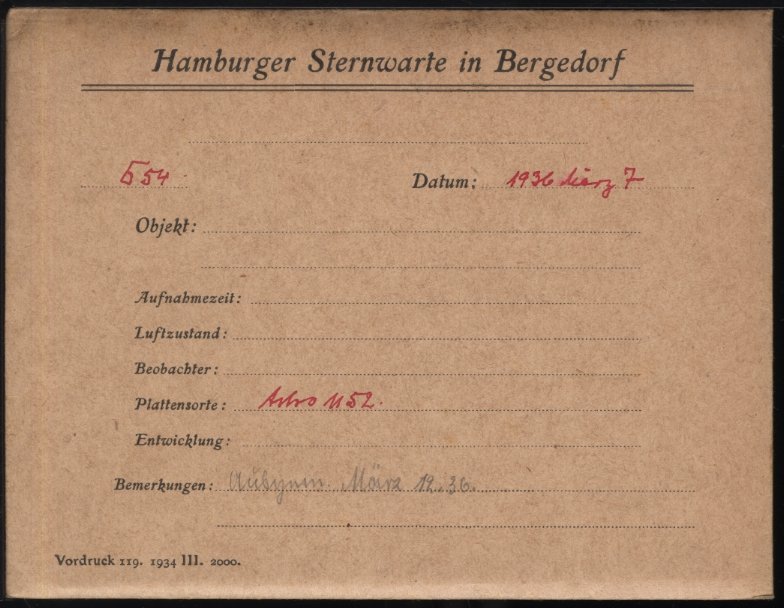 Hamburger Sternwarte in Bergedorf
54. Datum: 1936 März 7
Objekt:
Aufnahmezeit:
Luftzustand:
Beobachter:
Plattensorte: Astro 1152.
Entwicklung:
Bemerkungen: März 12. 36.
Vordruck 119. 1934 III. 2000.